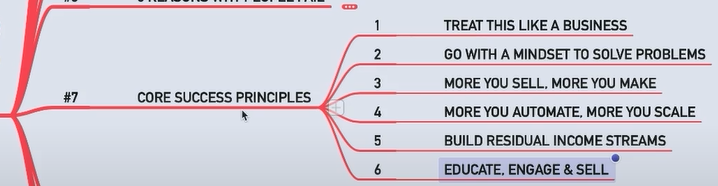 1 TREAT THIS LIKE A BUSINESS
2 GO WITH A MINDSET TO SOLVE PROBLEMS
3 MORE YOU SELL, MORE YOU MAKE
#7 CORE SUCCESS PRINCIPLES
4 MORE YOU AUTOMATE, MORE YOU SCALE
5 BUILD RESIDUAL INCOME STREAMS
6 EDUCATE, ENGAGE & SELL